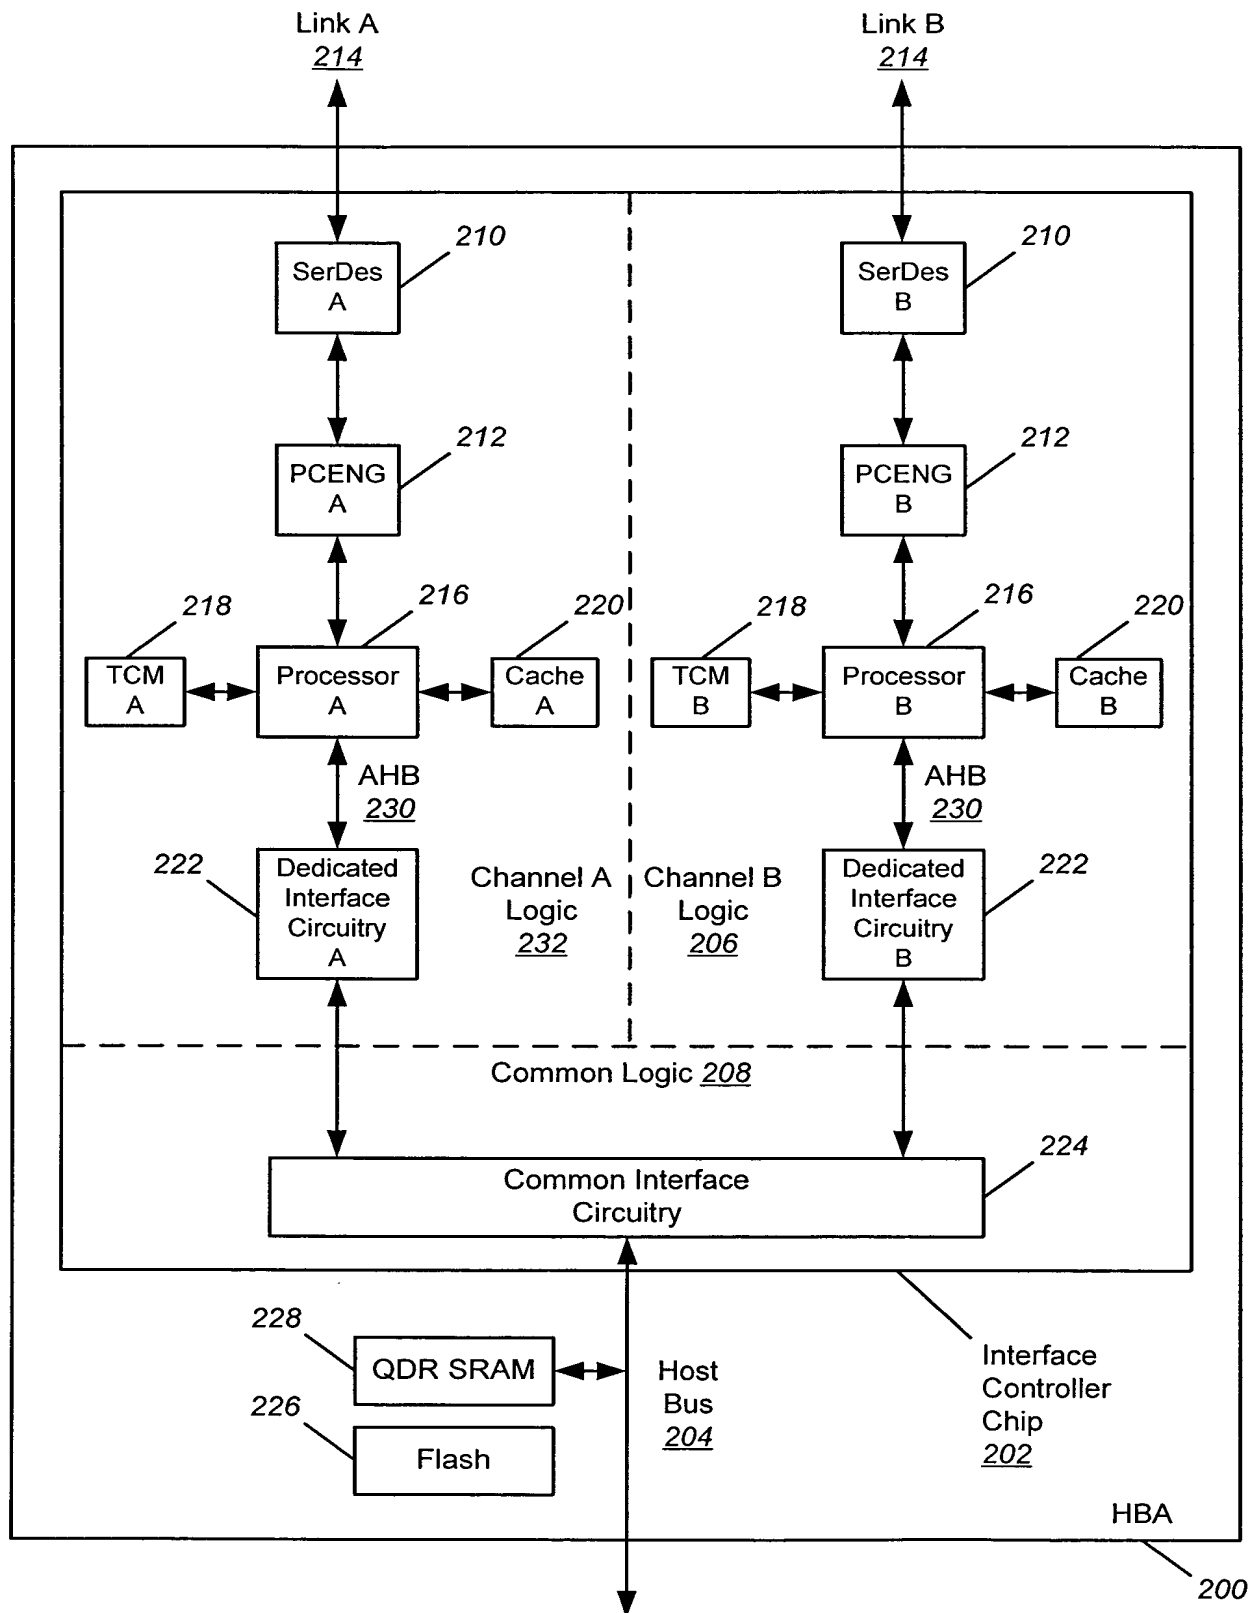 Link A
214
Link B
214
210
SerDes
A
210
SerDes
B
212
PCENG
A
212
PCENG
B
218
216
220
TCM
A
Processor
A
Cache
A
218
216
220
TCM
B
Processor
B
Cache
B
AHB
230
AHB
230
222
Dedicated
Interface
Circuitry
A
Channel A
Logic
232
Channel B
Logic
206
Dedicated
Interface
Circuitry
B
222
Common Logic 208
224
Common Interface
Circuitry
228
QDR SRAM
226
Flash
Host
Bus
204
Interface
Controller
Chip
202
HBA
200